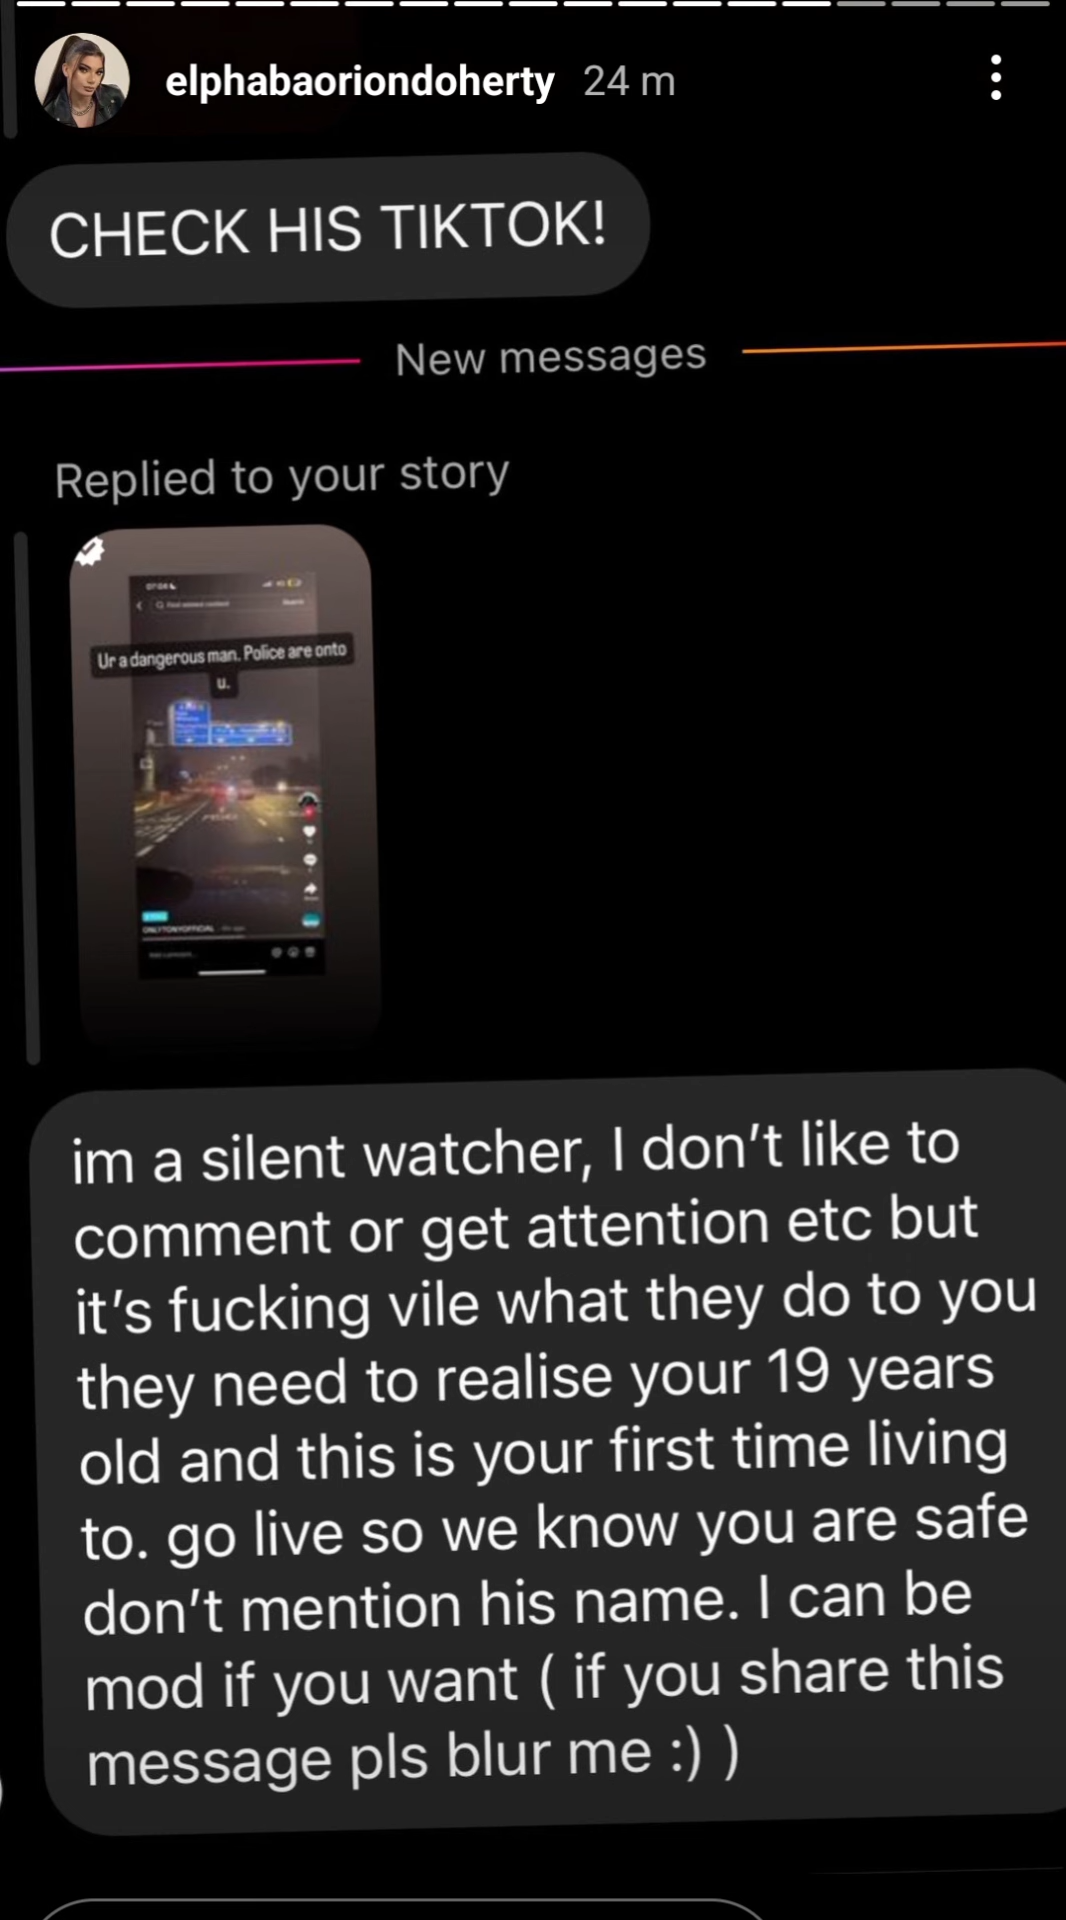 elphabaoriondoherty 24 m
CHECK HIS TIKTOK!
New messages
Replied to your story
Ur a dangerous man. Police are onto
u.
im a silent watcher, I don't like to
comment or get attention etc but
it's fucking vile what they do to you
they need to realise your 19 years
old and this is your first time living
to. go live so we know you are safe
don't mention his name. I can be
mod if you want ( if you share this
message pls blur me :) )